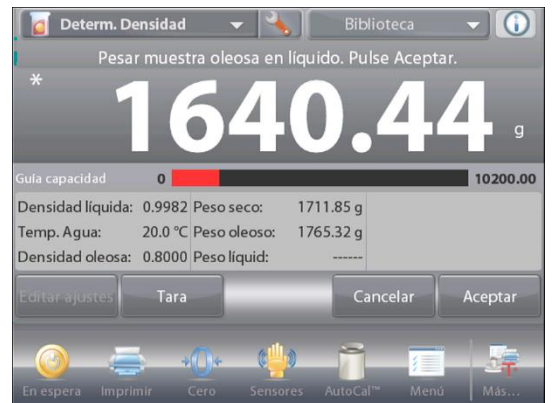 Determ. Densidad Biblioteca
Pesar muestra oleosa en líquido. Pulse Aceptar.
* 1640.44 g
Guía capacidad 0 10200.00
Densidad líquida: 0.9982 Peso seco: 1711.85 g
Temp. Agua: 20.0 °C Peso oleoso: 1765.32 g
Densidad oleosa: 0.8000 Peso líquid: ------
Editar ajustes Tara Cancelar Aceptar
En espera Imprimir Cero Sensores AutoCal™ Menú Más...